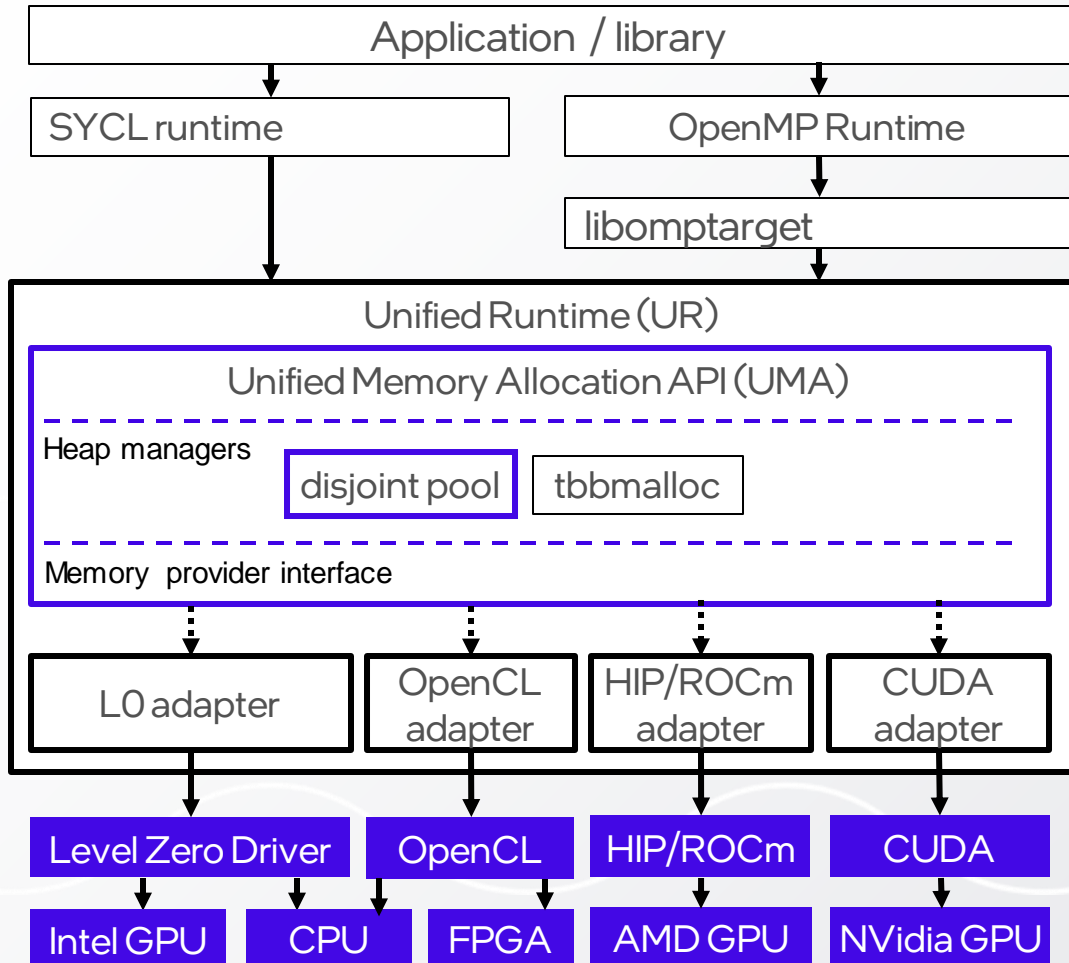 Application / library
SYCL runtime
OpenMP Runtime
libomptarget
Unified Runtime (UR)
Unified Memory Allocation API (UMA)
Heap managers
disjoint pool
tbbmalloc
Memory provider interface
L0 adapter
OpenCL
adapter
HIP/ROCm
adapter
CUDA
adapter
Level Zero Driver
OpenCL
HIP/ROCm
CUDA
Intel GPU
CPU
FPGA
AMD GPU
NVidia GPU